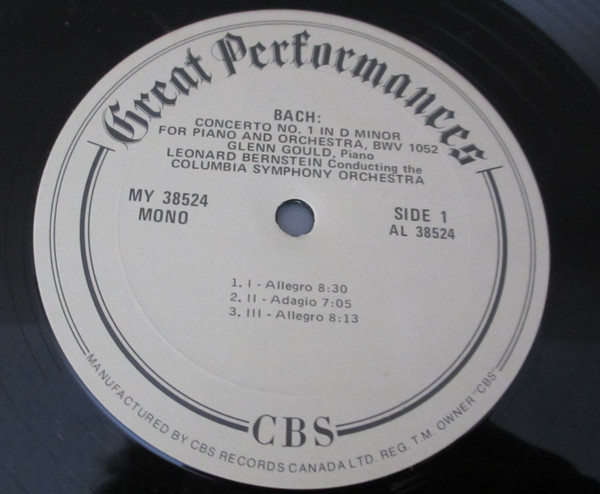 Great Performances
BACH:
CONCERTO NO. 1 IN D MINOR
FOR PIANO AND ORCHESTRA, BWV 1052
GLENN GOULD, Piano
LEONARD BERNSTEIN Conducting the
COLUMBIA SYMPHONY ORCHESTRA
MY 38524
MONO
SIDE 1
AL 38524
1. I - Allegro 8:30
2. II - Adagio 7:05
3. III - Allegro 8:13
CBS
MANUFACTURED BY CBS RECORDS CANADA LTD. REG. T.M. OWNER "CBS"